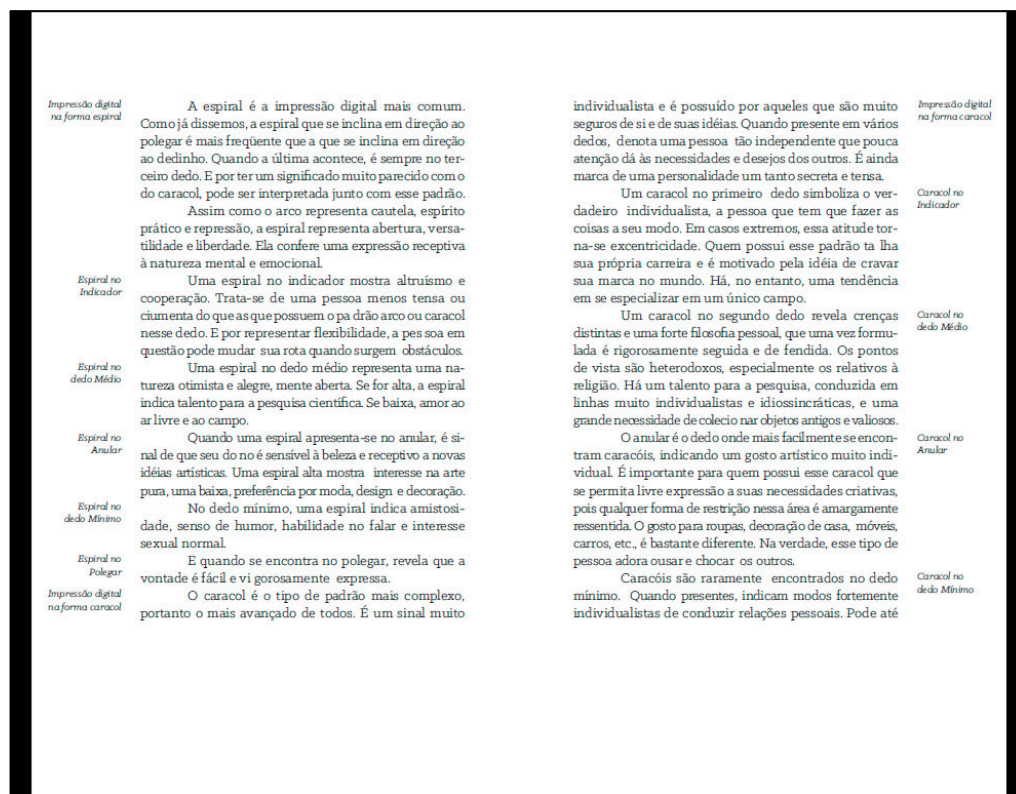 Impressão digital
na forma espiral
A espiral é a impressão digital mais comum.
Como já dissemos, a espiral que se inclina em direção ao
polegar é mais freqüente que a que se inclina em direção
ao dedinho. Quando a última acontece, é sempre no ter-
ceiro dedo. E por ter um significado muito parecido com o
do caracol, pode ser interpretada junto com esse padrão.
Assim como o arco representa cautela, espírito
prático e repressão, a espiral representa abertura, versa-
tilidade e liberdade. Ela confere uma expressão receptiva
à natureza mental e emocional.
Espiral no
Indicador
Uma espiral no indicador mostra altruísmo e
cooperação. Trata-se de uma pessoa menos tensa ou
ciumenta do que as que possuem o pa drão arco ou caracol
nesse dedo. E por representar flexibilidade, a pes soa em
questão pode mudar sua rota quando surgem obstáculos.
Espiral no
dedo Médio
Uma espiral no dedo médio representa uma na-
tureza otimista e alegre, mente aberta. Se for alta, a espiral
indica talento para a pesquisa científica. Se baixa, amor ao
ar livre e ao campo.
Espiral no
Anular
Quando uma espiral apresenta-se no anular, é si-
nal de que seu do no é sensível à beleza e receptivo a novas
idéias artísticas. Uma espiral alta mostra interesse na arte
pura, uma baixa, preferência por moda, design e decoração.
Espiral no
dedo Mínimo
No dedo mínimo, uma espiral indica amistosi-
dade, senso de humor, habilidade no falar e interesse
sexual normal.
Espiral no
Polegar
E quando se encontra no polegar, revela que a
vontade é fácil e vi gorosamente expressa.
Impressão digital
na forma caracol
O caracol é o tipo de padrão mais complexo,
portanto o mais avançado de todos. É um sinal muito
individualista e é possuído por aqueles que são muito
seguros de si e de suas idéias. Quando presente em vários
dedos, denota uma pessoa tão independente que pouca
atenção dá às necessidades e desejos dos outros. É ainda
marca de uma personalidade um tanto secreta e tensa.
Impressão digital
na forma caracol
Um caracol no primeiro dedo simboliza o ver-
dadeiro individualista, a pessoa que tem que fazer as
coisas a seu modo. Em casos extremos, essa atitude tor-
na-se excentricidade. Quem possui esse padrão ta lha
sua própria carreira e é motivado pela idéia de cravar
sua marca no mundo. Há, no entanto, uma tendência
em se especializar em um único campo.
Caracol no
Indicador
Um caracol no segundo dedo revela crenças
distintas e uma forte filosofia pessoal, que uma vez formu-
lada é rigorosamente seguida e de fendida. Os pontos
de vista são heterodoxos, especialmente os relativos à
religião. Há um talento para a pesquisa, conduzida em
linhas muito individualistas e idiossincráticas, e uma
grande necessidade de colecio nar objetos antigos e valiosos.
Caracol no
dedo Médio
O anular é o dedo onde mais facilmente se encon-
tram caracóis, indicando um gosto artístico muito indi-
vidual. É importante para quem possui esse caracol que
se permita livre expressão a suas necessidades criativas,
pois qualquer forma de restrição nessa área é amargamente
ressentida. O gosto para roupas, decoração de casa, móveis,
carros, etc., é bastante diferente. Na verdade, esse tipo de
pessoa adora ousar e chocar os outros.
Caracol no
Anular
Caracóis são raramente encontrados no dedo
mínimo. Quando presentes, indicam modos fortemente
individualistas de conduzir relações pessoais. Pode até
Caracol no
dedo Mínimo